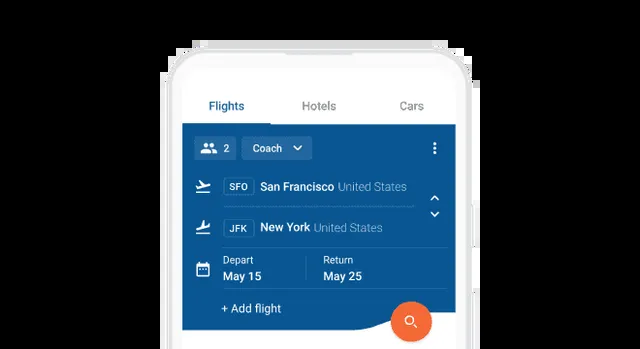 Flights Hotels Cars
2 Coach
SFO San Francisco United States
JFK New York United States
Depart Return
May 15 May 25
+ Add flight